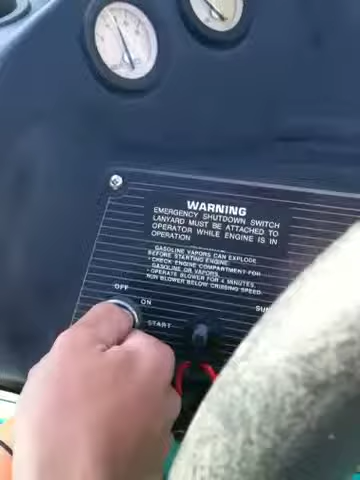 WARNING
EMERGENCY SHUTDOWN SWITCH
LANYARD MUST BE ATTACHED TO
OPERATOR WHILE ENGINE IS IN
OPERATION
GASOLINE VAPORS CAN EXPLODE
BEFORE STARTING ENGINE
• CHECK ENGINE COMPARTMENT FOR
GASOLINE OR VAPORS.
• OPERATE BLOWER FOR 4 MINUTES.
RUN BLOWER BELOW CRUISING SPEED.
OFF
ON
START